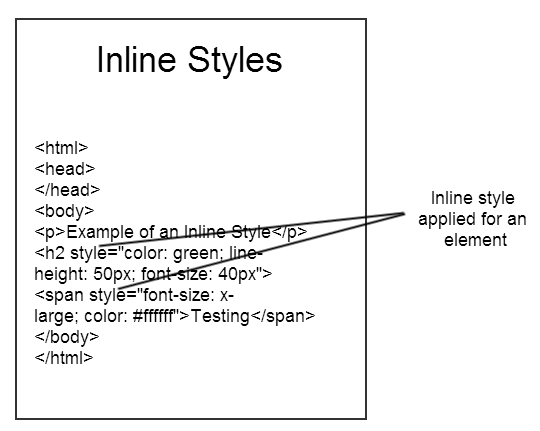 Inline Styles
<html>
<head>
</head>
<body>
<p>Example of an Inline Style</p>
<h2 style="color: green; line-
height: 50px; font-size: 40px">
<span style="font-size: x-
large; color: #ffffff">Testing</span>
</body>
</html>
Inline style
applied for an
element